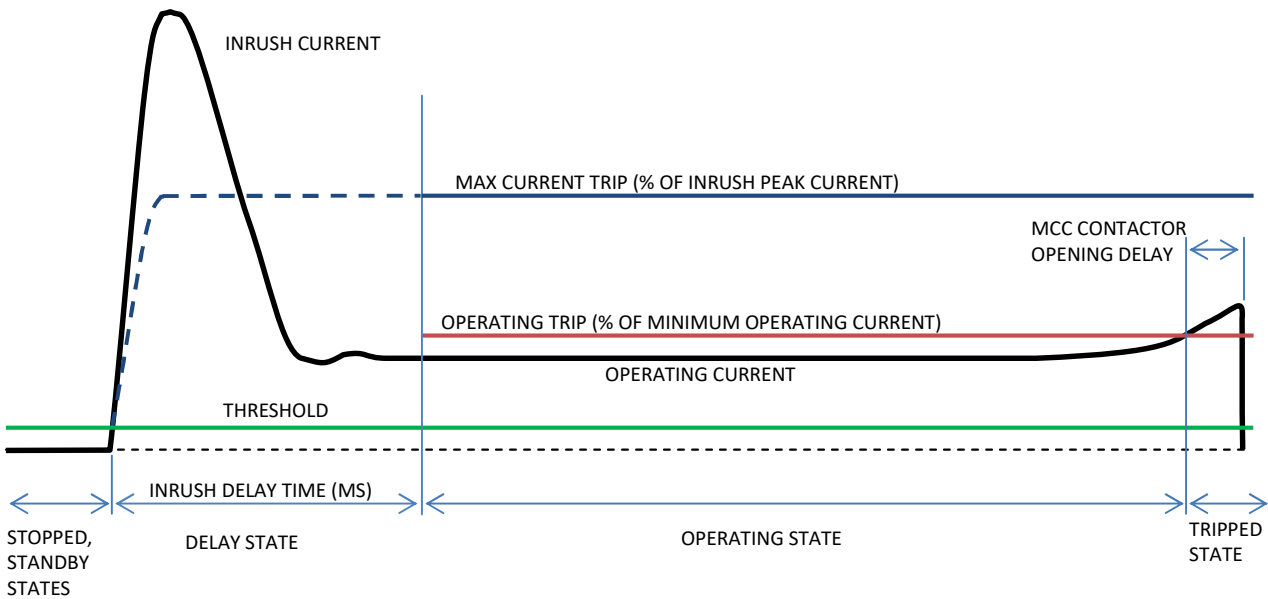 INRUSH CURRENT
MAX CURRENT TRIP (% OF INRUSH PEAK CURRENT)
MCC CONTACTOR
OPENING DELAY
OPERATING TRIP (% OF MINIMUM OPERATING CURRENT)
OPERATING CURRENT
THRESHOLD
INRUSH DELAY TIME (MS)
STOPPED,
STANDBY
STATES
DELAY STATE
OPERATING STATE
TRIPPED
STATE